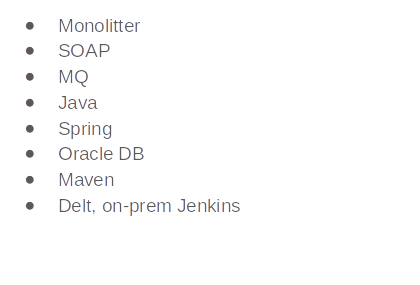 ● Monolitter
● SOAP
● MQ
● Java
● Spring
● Oracle DB
● Maven
● Delt, on-prem Jenkins